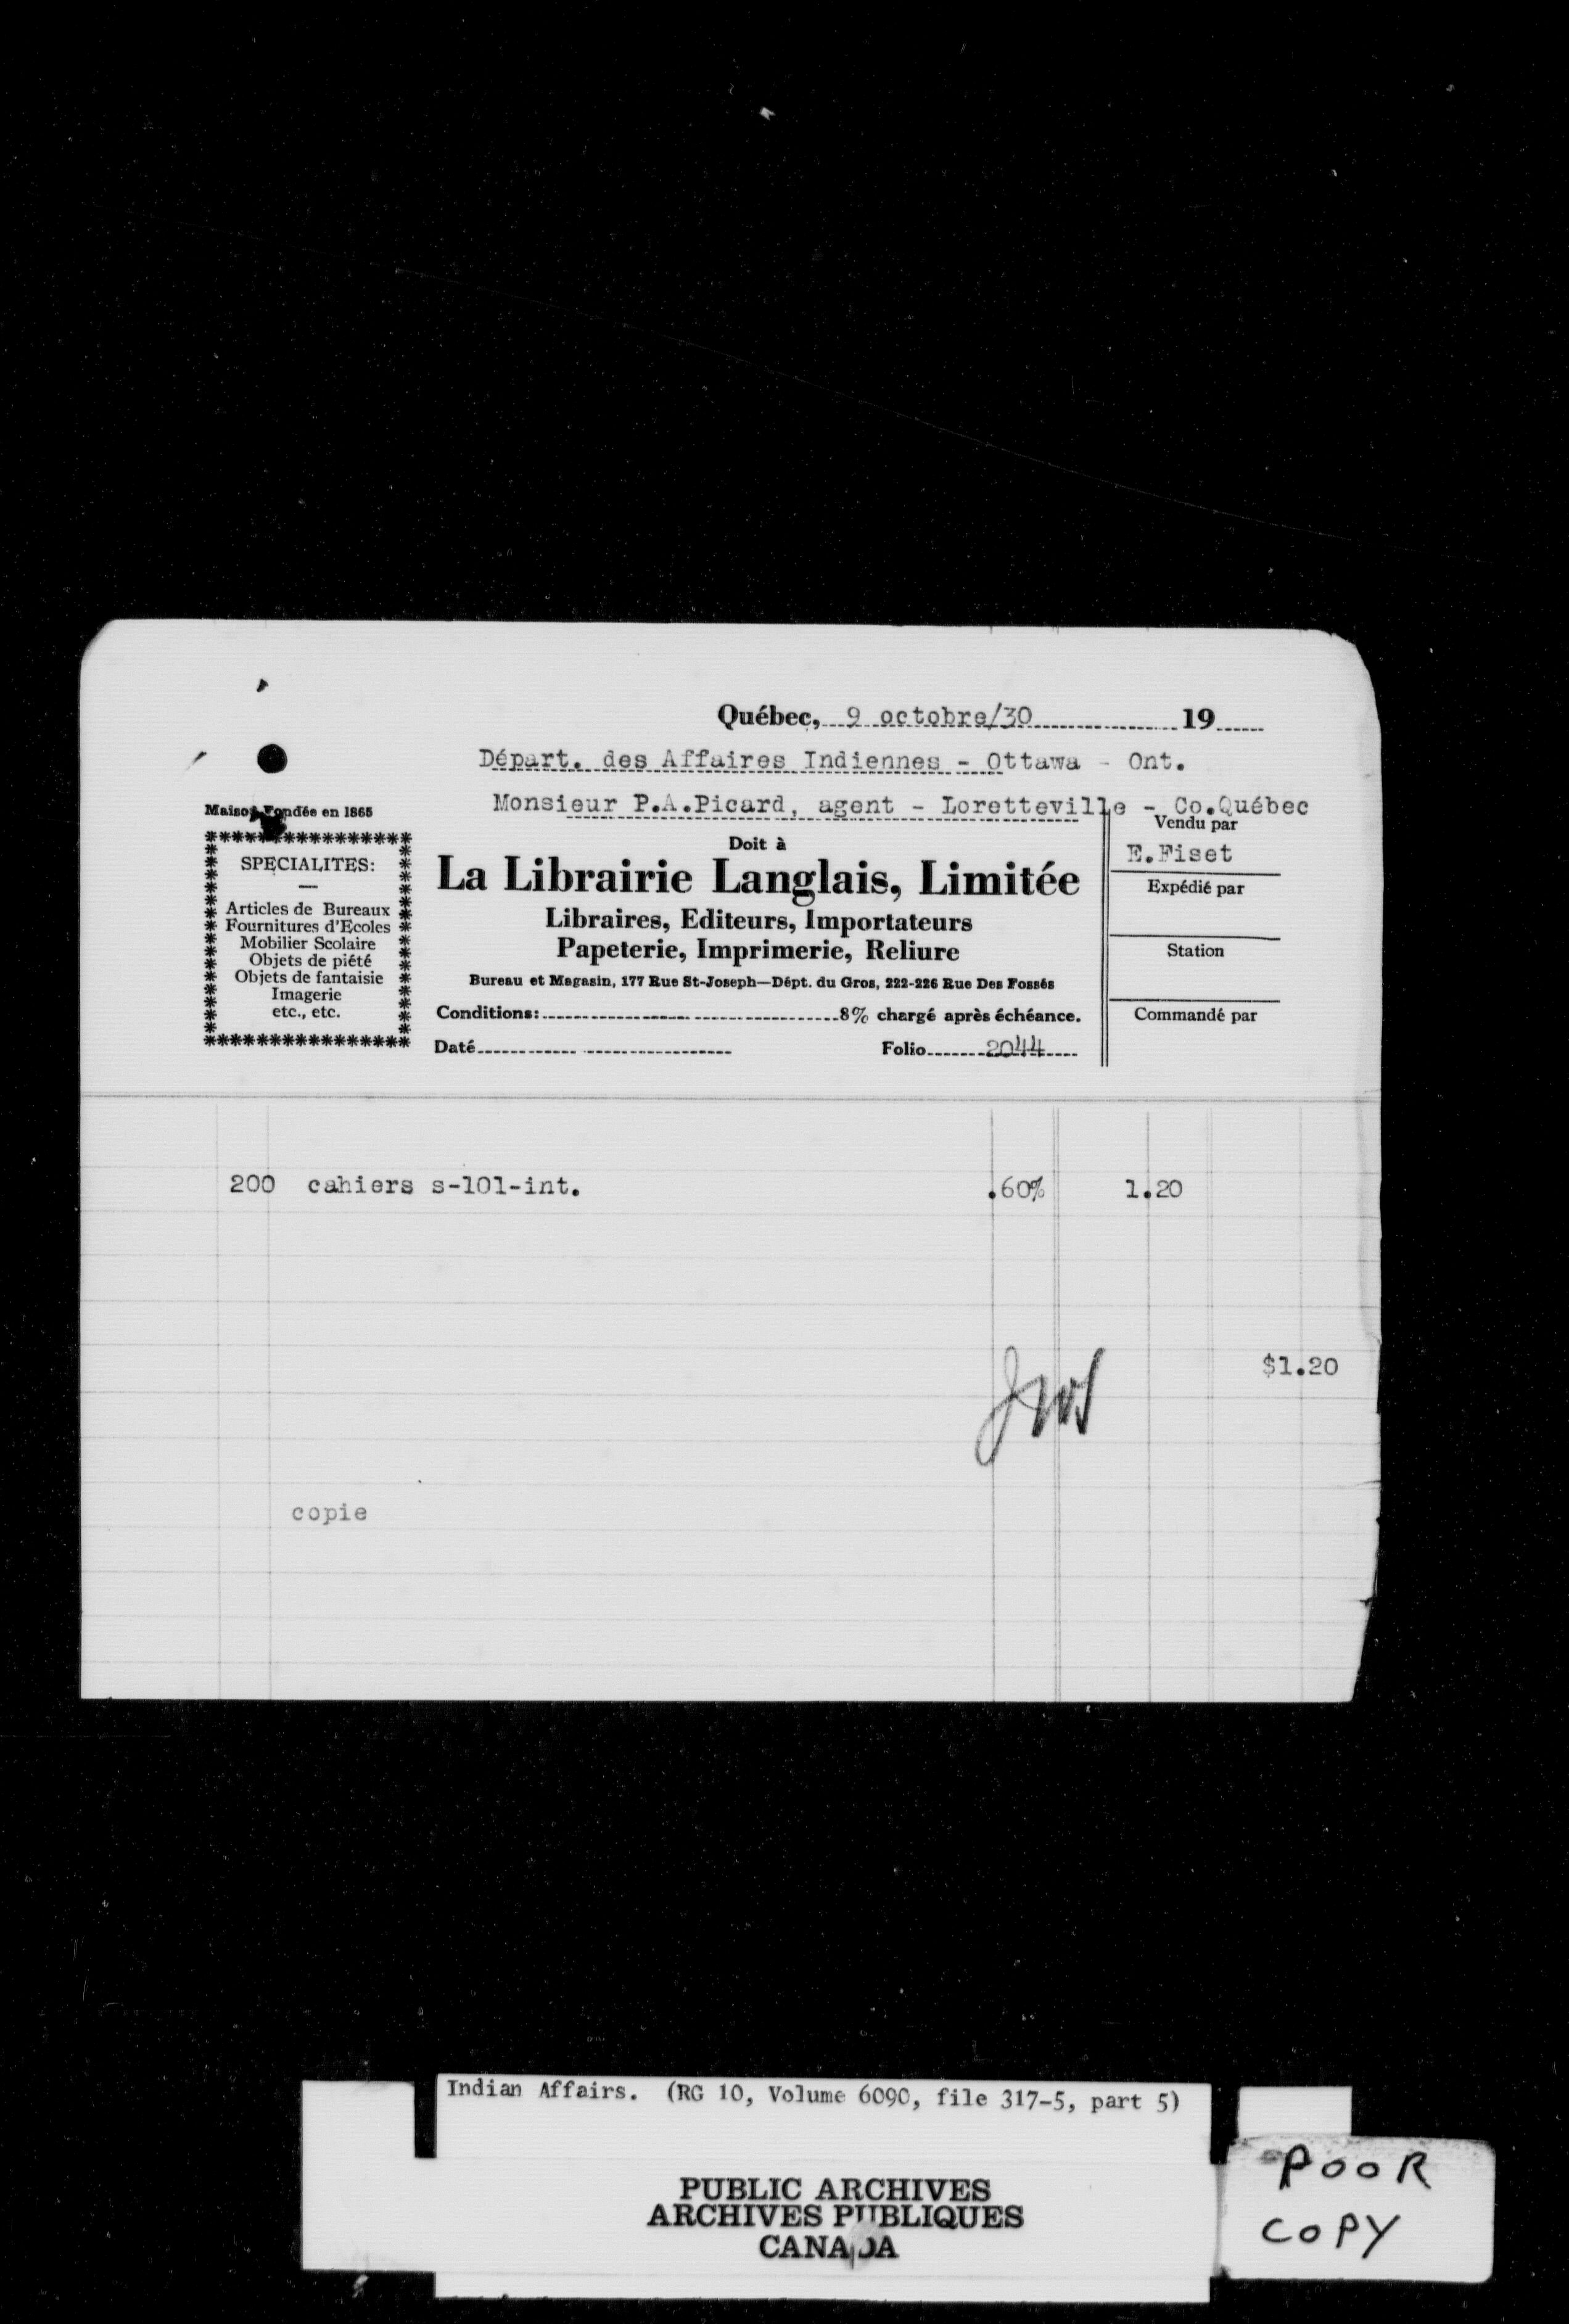 Québec, 9 octobre/30 19
Départ. des Affaires Indiennes - Ottawa - Ont.
Monsieur P.A.Picard, agent - Loretteville - Co.Québec
Maison Fondée en 1865
SPECIALITES:
Articles de Bureaux
Fournitures d'Ecoles
Mobilier Scolaire
Objets de piété
Objets de fantaisie
Imagerie
etc., etc.
Doit à
La Librairie Langlais, Limitée
Libraires, Editeurs, Importateurs
Papeterie, Imprimerie, Reliure
Bureau et Magasin, 177 Rue St-Joseph—Dépt. du Gros, 222-226 Rue Des Fossés
Conditions: 8% chargé après échéance.
Daté Folio 2044
Vendu par
E.Fiset
Expédié par
Station
Commandé par
200 cahiers s-101-int. .60% 1.20
$1.20
copie
Indian Affairs. (RG 10, Volume 6090, file 317-5, part 5)
PUBLIC ARCHIVES
ARCHIVES PUBLIQUES
CANADA
POOR
COPY